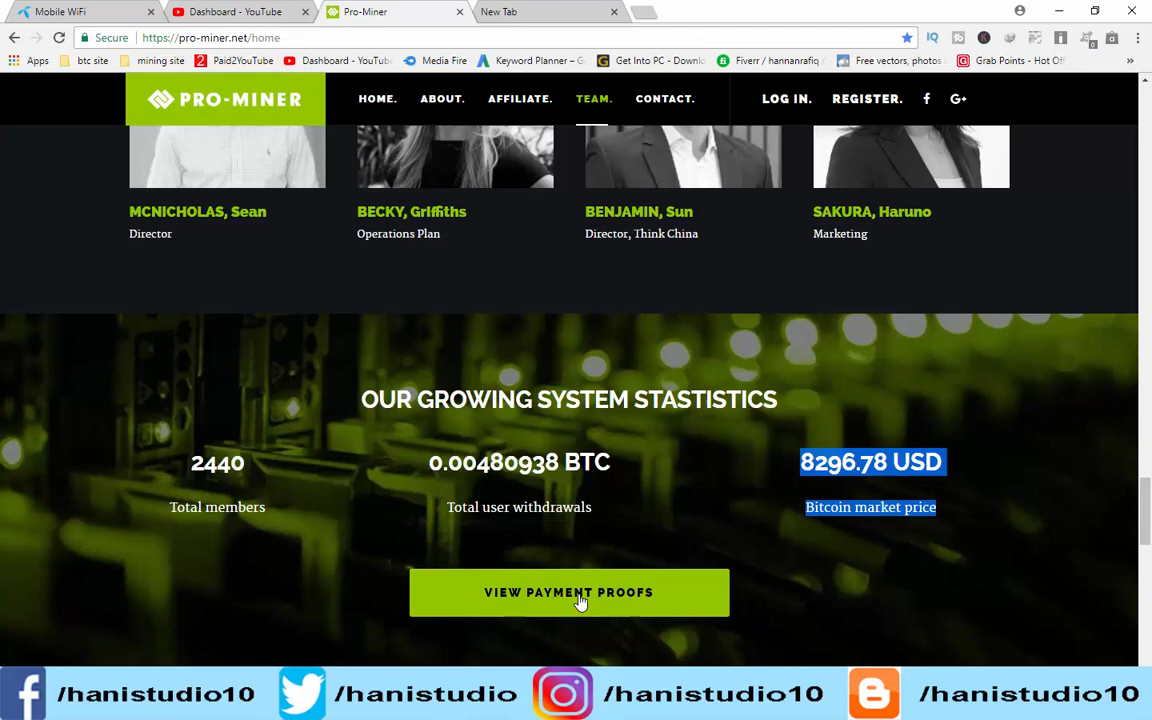 Mobile WiFi
Dashboard - YouTube
Pro-Miner
New Tab
Secure
https://pro-miner.net/home
Apps
btc site
mining site
Paid2YouTube
Dashboard - YouTub
Media Fire
Keyword Planner – G
Get Into PC - Downlo
Fiverr / hannanrafiq /
Free vectors, photos
Grab Points - Hot Off
PRO-MINER
HOME.
ABOUT.
AFFILIATE.
TEAM.
CONTACT.
LOG IN.
REGISTER.
MCNICHOLAS, Sean
Director
BECKY, Griffiths
Operations Plan
BENJAMIN, Sun
Director, Think China
SAKURA, Haruno
Marketing
OUR GROWING SYSTEM STASTISTICS
2440
Total members
0.00480938 BTC
Total user withdrawals
8296.78 USD
Bitcoin market price
VIEW PAYMENT PROOFS
/hanistudio10
/hanistudio
/hanistudio10
/hanistudio10